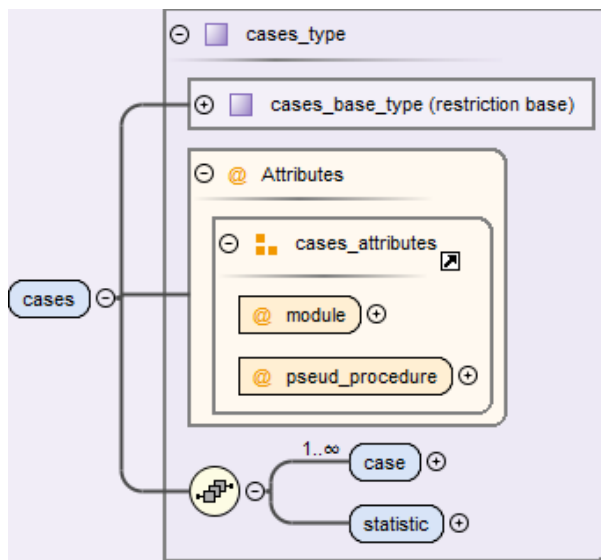 cases_type
cases_base_type (restriction base)
@ Attributes
cases_attributes
cases
@ module
@ pseud_procedure
1..∞
case
statistic